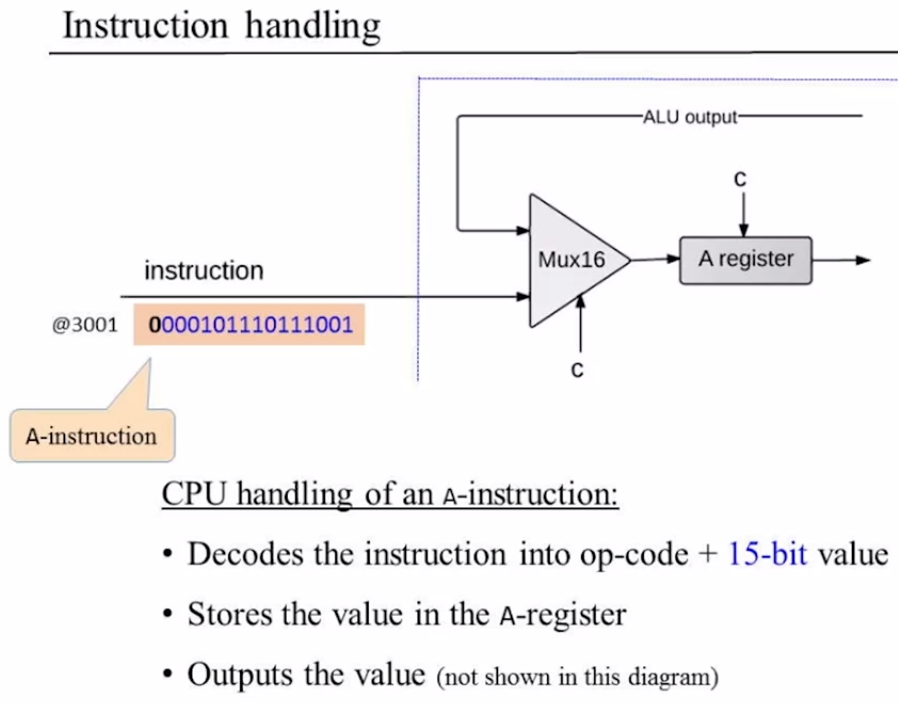 Instruction handling
ALU output
C
instruction
Mux16
A register
@3001
0000101110111001
C
A-instruction
CPU handling of an A-instruction:
• Decodes the instruction into op-code + 15-bit value
• Stores the value in the A-register
• Outputs the value (not shown in this diagram)